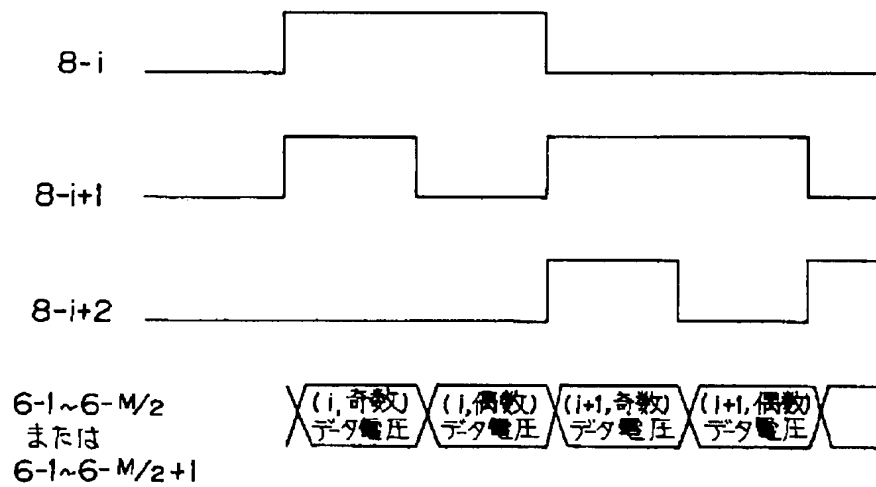 8-i
8-i+1
8-i+2
6-1~6-M/2
または
6-1~6-M/2+1
(i,奇数)
データ電圧
(i,偶数)
データ電圧
(i+1,奇数)
データ電圧
(i+1,偶数)
データ電圧